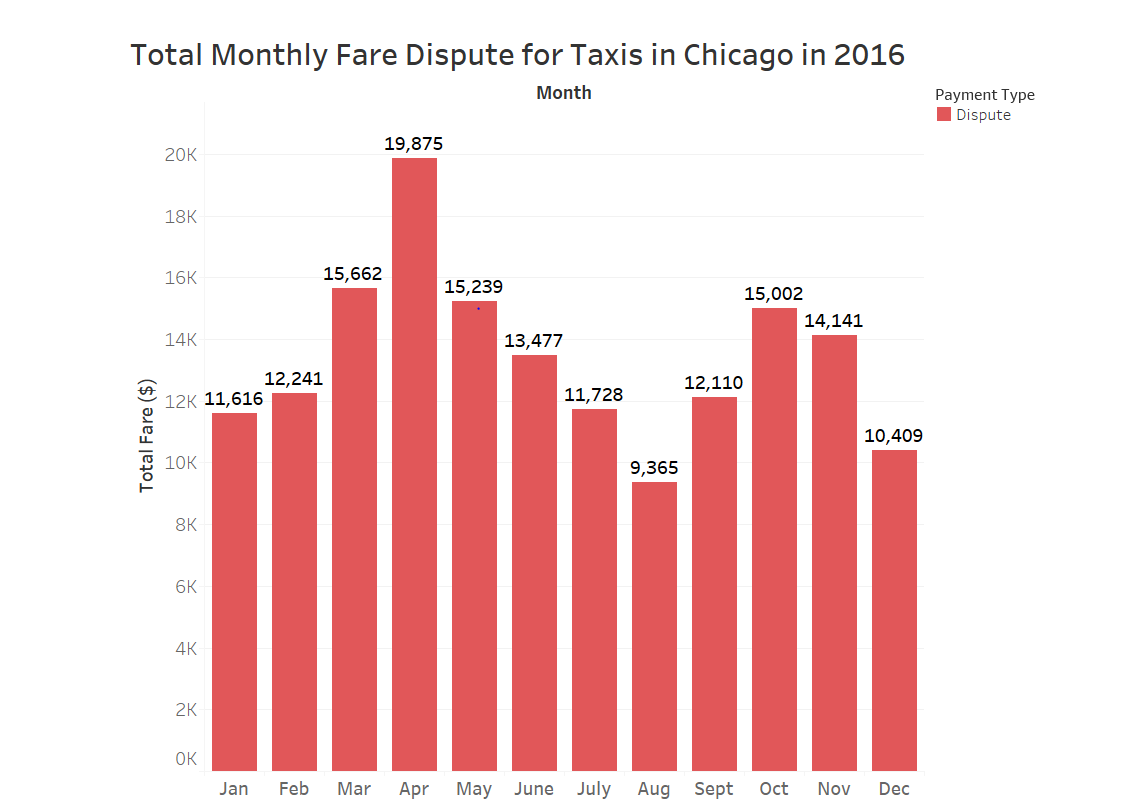 Total Monthly Fare Dispute for Taxis in Chicago in 2016
Month
Payment Type
Dispute
Total Fare ($)
20K
18K
16K
14K
12K
10K
8K
6K
4K
2K
0K
11,616
12,241
15,662
19,875
15,239
13,477
11,728
9,365
12,110
15,002
14,141
10,409
Jan Feb Mar Apr May June July Aug Sept Oct Nov Dec